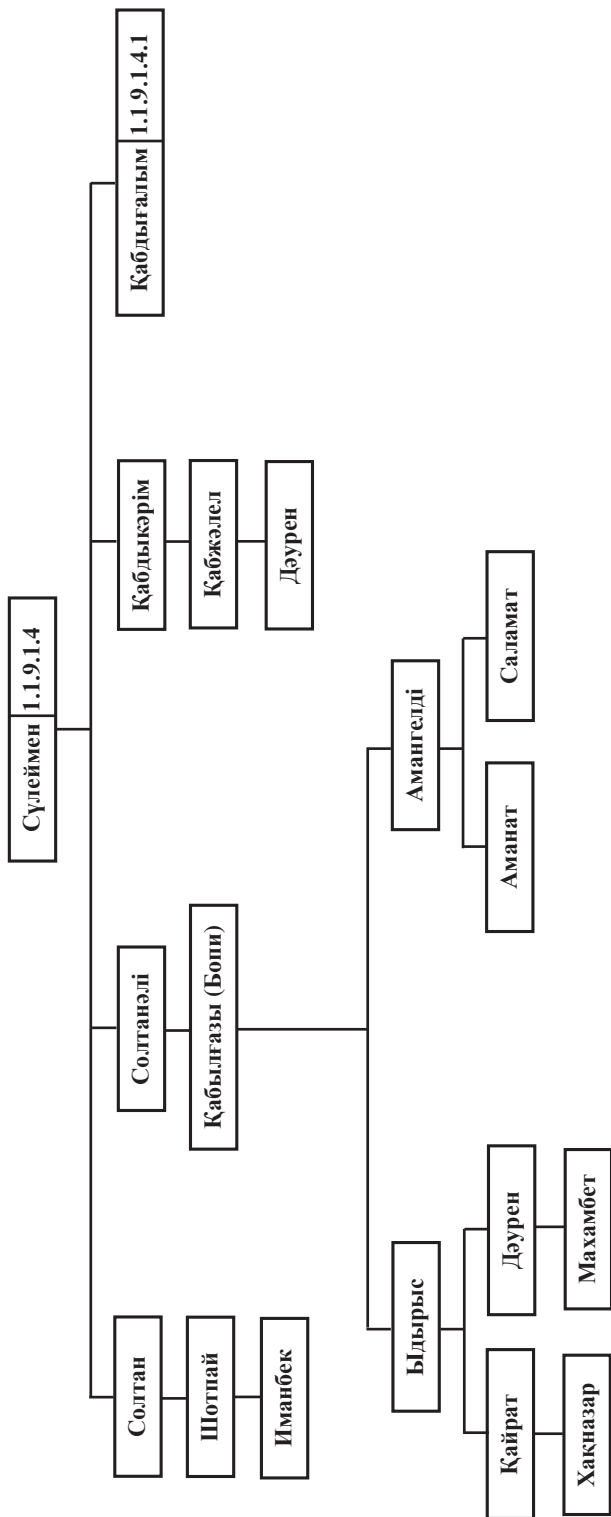 Сүлеймен 1.1.9.1.4
Солтан
Солтанәлі
Қабдыкәрім
Қабдығалым 1.1.9.1.4.1
Шотпай
Қабылғазы (Бопи)
Қабжәлел
Иманбек
Дәурен
Ыдырыс
Амангелді
Қайрат
Дәурен
Аманат
Саламат
Хақназар
Махамбет